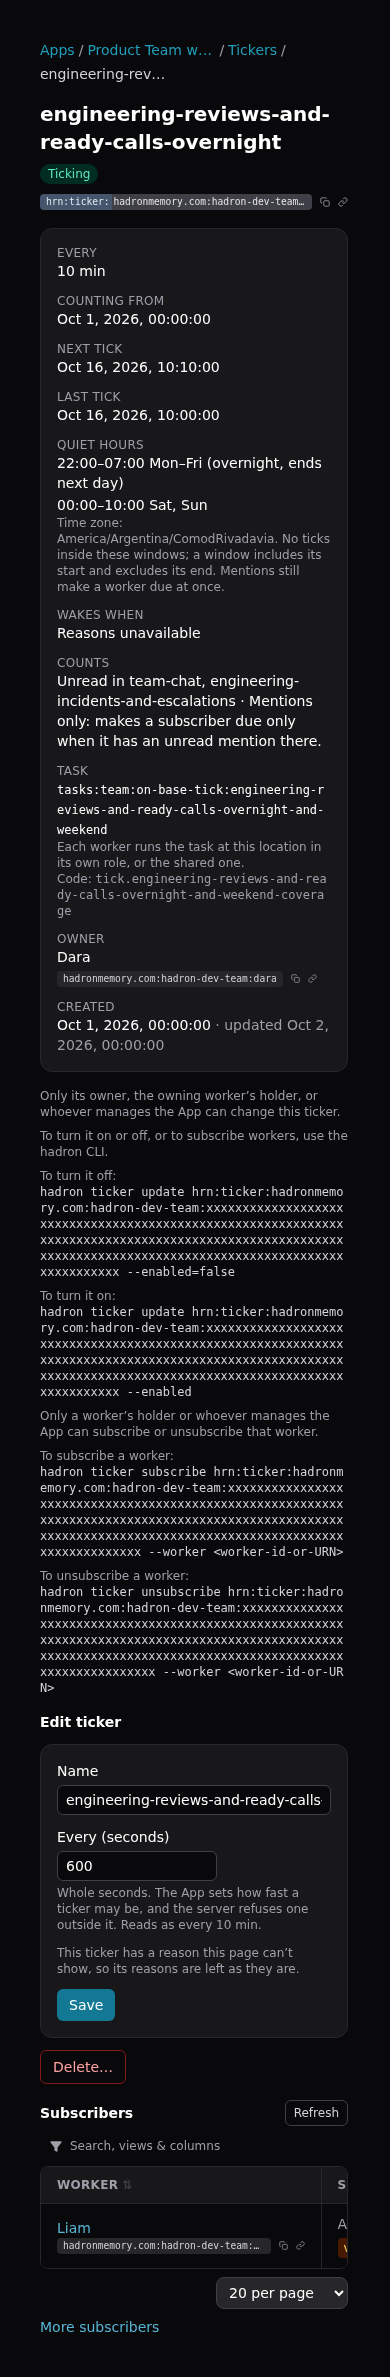 Apps / Product Team w… / Tickers /
engineering-rev…
engineering-reviews-and-
ready-calls-overnight
Ticking
hrn:ticker: hadronmemory.com:hadron-dev-team…
EVERY
10 min
COUNTING FROM
Oct 1, 2026, 00:00:00
NEXT TICK
Oct 16, 2026, 10:10:00
LAST TICK
Oct 16, 2026, 10:00:00
QUIET HOURS
22:00–07:00 Mon–Fri (overnight, ends
next day)
00:00–10:00 Sat, Sun
Time zone:
America/Argentina/ComodRivadavia. No ticks
inside these windows; a window includes its
start and excludes its end. Mentions still
make a worker due at once.
WAKES WHEN
Reasons unavailable
COUNTS
Unread in team-chat, engineering-
incidents-and-escalations · Mentions
only: makes a subscriber due only
when it has an unread mention there.
TASK
tasks:team:on-base-tick:engineering-r
eviews-and-ready-calls-overnight-and-
weekend
Each worker runs the task at this location in
its own role, or the shared one.
Code: tick.engineering-reviews-and-rea
dy-calls-overnight-and-weekend-covera
ge
OWNER
Dara
hadronmemory.com:hadron-dev-team:dara
CREATED
Oct 1, 2026, 00:00:00 · updated Oct 2,
2026, 00:00:00
Only its owner, the owning worker’s holder, or
whoever manages the App can change this ticker.
To turn it on or off, or to subscribe workers, use the
hadron CLI.
To turn it off:
hadron ticker update hrn:ticker:hadronmemo
ry.com:hadron-dev-team:xxxxxxxxxxxxxxxxxxx
xxxxxxxxxxxxxxxxxxxxxxxxxxxxxxxxxxxxxxxxxx
xxxxxxxxxxxxxxxxxxxxxxxxxxxxxxxxxxxxxxxxxx
xxxxxxxxxxxxxxxxxxxxxxxxxxxxxxxxxxxxxxxxxx
xxxxxxxxxxx --enabled=false
To turn it on:
hadron ticker update hrn:ticker:hadronmemo
ry.com:hadron-dev-team:xxxxxxxxxxxxxxxxxxx
xxxxxxxxxxxxxxxxxxxxxxxxxxxxxxxxxxxxxxxxxx
xxxxxxxxxxxxxxxxxxxxxxxxxxxxxxxxxxxxxxxxxx
xxxxxxxxxxxxxxxxxxxxxxxxxxxxxxxxxxxxxxxxxx
xxxxxxxxxxx --enabled
Only a worker’s holder or whoever manages the
App can subscribe or unsubscribe that worker.
To subscribe a worker:
hadron ticker subscribe hrn:ticker:hadronm
emory.com:hadron-dev-team:xxxxxxxxxxxxxxxx
xxxxxxxxxxxxxxxxxxxxxxxxxxxxxxxxxxxxxxxxxx
xxxxxxxxxxxxxxxxxxxxxxxxxxxxxxxxxxxxxxxxxx
xxxxxxxxxxxxxxxxxxxxxxxxxxxxxxxxxxxxxxxxxx
xxxxxxxxxxxxxx --worker <worker-id-or-URN>
To unsubscribe a worker:
hadron ticker unsubscribe hrn:ticker:hadro
nmemory.com:hadron-dev-team:xxxxxxxxxxxxxx
xxxxxxxxxxxxxxxxxxxxxxxxxxxxxxxxxxxxxxxxxx
xxxxxxxxxxxxxxxxxxxxxxxxxxxxxxxxxxxxxxxxxx
xxxxxxxxxxxxxxxxxxxxxxxxxxxxxxxxxxxxxxxxxx
xxxxxxxxxxxxxxxx --worker <worker-id-or-UR
N>
Edit ticker
Name
engineering-reviews-and-ready-calls-
Every (seconds)
600
Whole seconds. The App sets how fast a
ticker may be, and the server refuses one
outside it. Reads as every 10 min.
This ticker has a reason this page can’t
show, so its reasons are left as they are.
Save
Delete…
Subscribers
Refresh
Search, views & columns
WORKER S
Liam A
hadronmemory.com:hadron-dev-team:…
20 per page
More subscribers